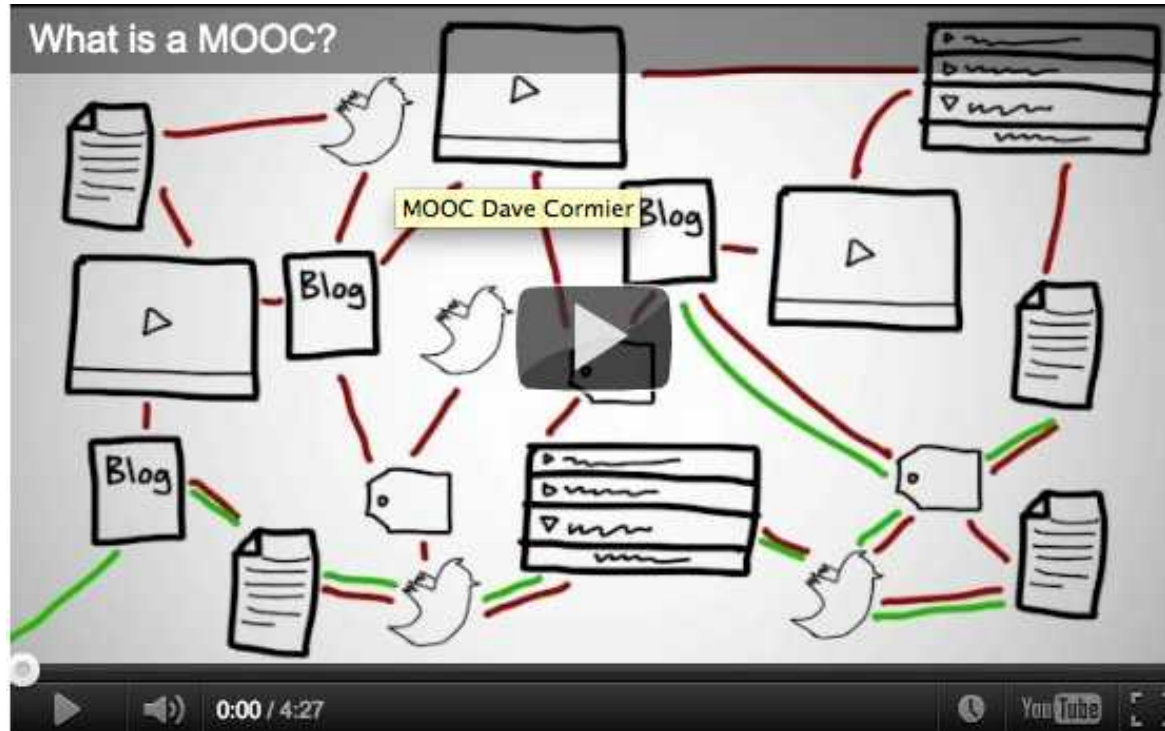 What is a MOOC?
MOOC Dave Cormier
Blog
Blog
Blog
0:00 / 4:27
YouTube